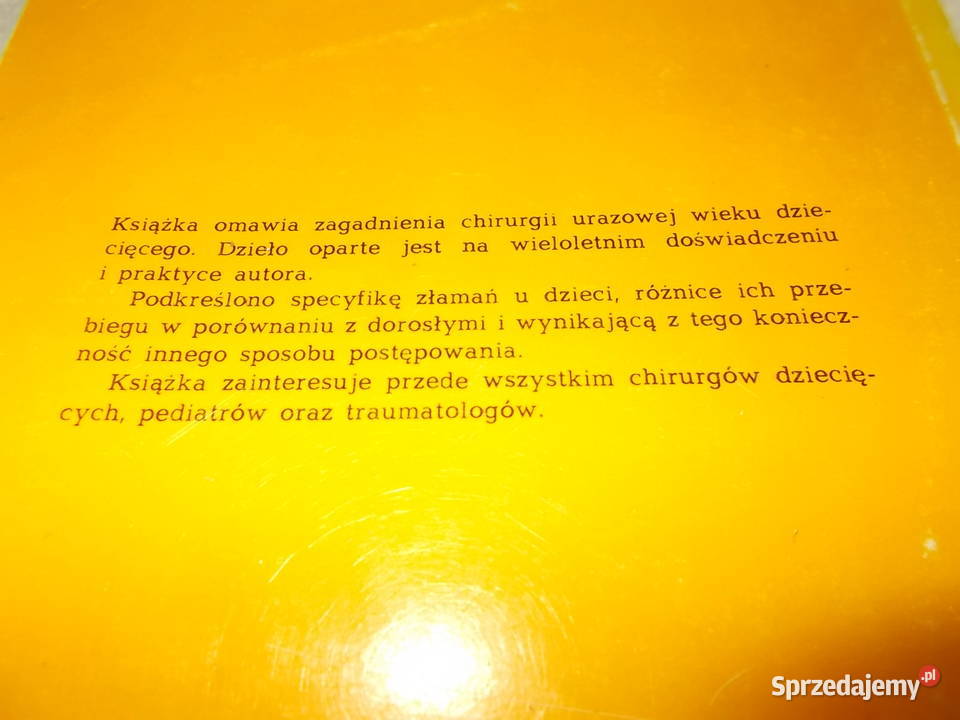 Książka omawia zagadnienia chirurgii urazowej wieku dzie-
cięcego. Dzieło oparte jest na wieloletnim doświadczeniu
i praktyce autora.
Podkreślono specyfikę złamań u dzieci, różnice ich prze-
biegu w porównaniu z dorosłymi i wynikającą z tego koniecz-
ność innego sposobu postępowania.
Książka zainteresuje przede wszystkim chirurgów dziecię-
cych, pediatrów oraz traumatologów.
Sprzedajemy.pl